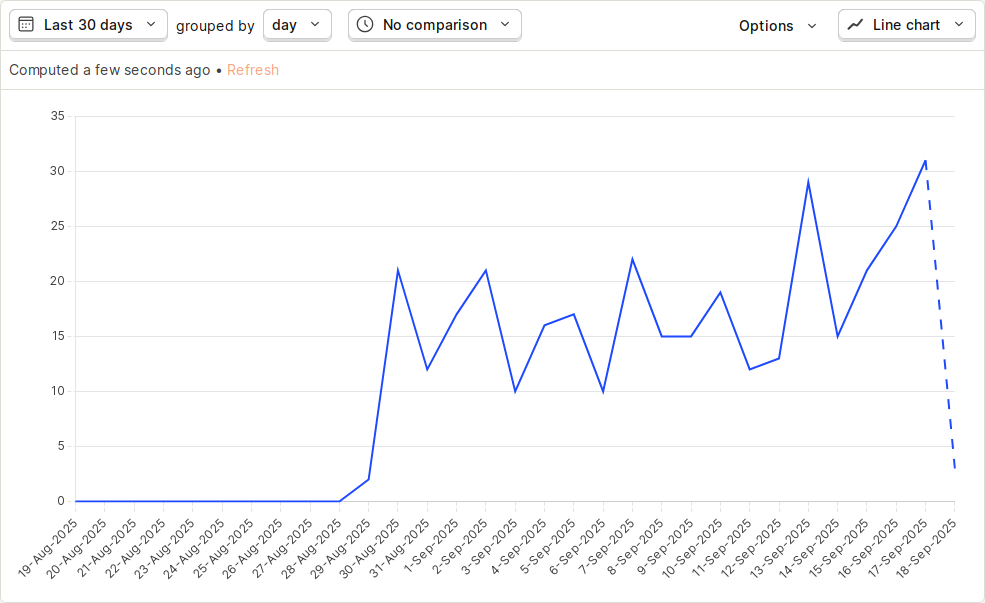 Last 30 days grouped by day No comparison Options Line chart
Computed a few seconds ago • Refresh
35
30
25
20
15
10
5
0
19-Aug-2025
20-Aug-2025
21-Aug-2025
22-Aug-2025
23-Aug-2025
24-Aug-2025
25-Aug-2025
26-Aug-2025
27-Aug-2025
28-Aug-2025
29-Aug-2025
30-Aug-2025
31-Aug-2025
1-Sep-2025
2-Sep-2025
3-Sep-2025
4-Sep-2025
5-Sep-2025
6-Sep-2025
7-Sep-2025
8-Sep-2025
9-Sep-2025
10-Sep-2025
11-Sep-2025
12-Sep-2025
13-Sep-2025
14-Sep-2025
15-Sep-2025
16-Sep-2025
17-Sep-2025
18-Sep-2025